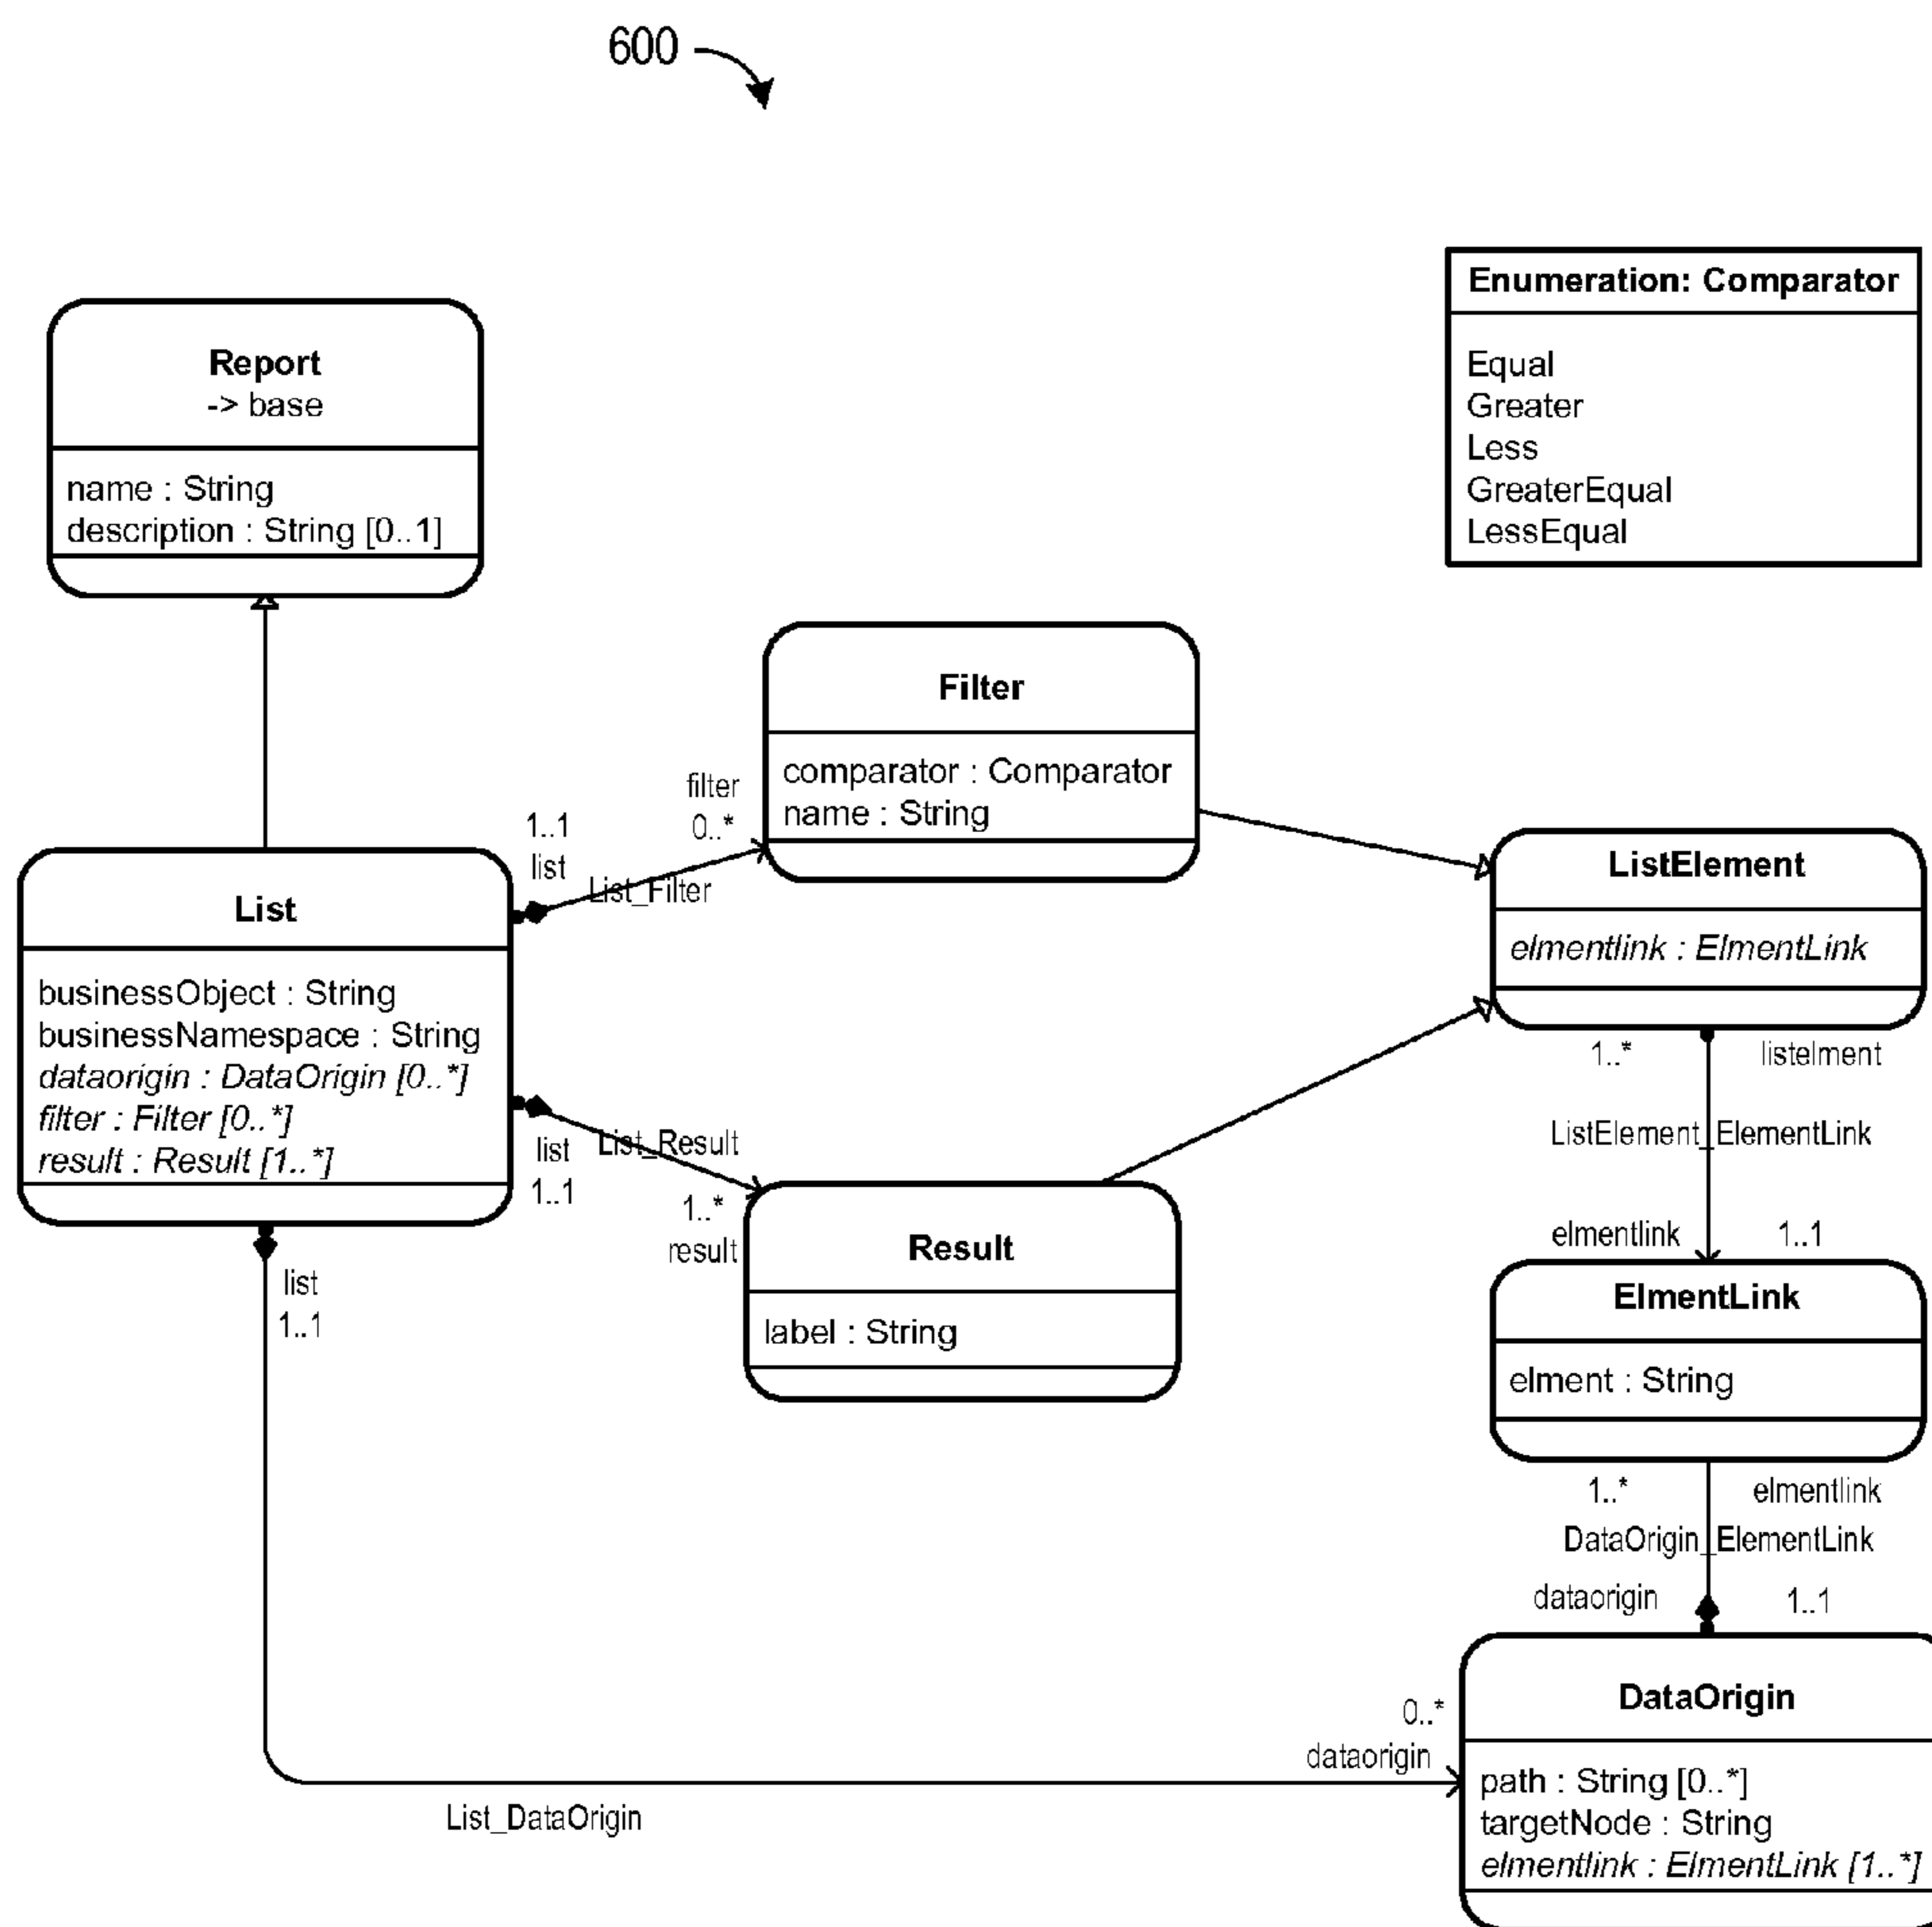 600
Enumeration: Comparator
Equal
Greater
Less
GreaterEqual
LessEqual
Report
-> base
name : String
description : String [0..1]
Filter
comparator : Comparator
name : String
filter
0..*
1..1
list
List_Filter
ListElement
elmentlink : ElmentLink
List
businessObject : String
businessNamespace : String
dataorigin : DataOrigin [0..*]
filter : Filter [0..*]
result : Result [1..*]
1..* listelment
ListElement_ElementLink
elmentlink 1..1
List_Result
list
1..1
1..*
result
Result
label : String
list
1..1
ElmentLink
elment : String
1..* elmentlink
DataOrigin_ElementLink
dataorigin 1..1
0..*
dataorigin
List_DataOrigin
DataOrigin
path : String [0..*]
targetNode : String
elmentlink : ElmentLink [1..*]